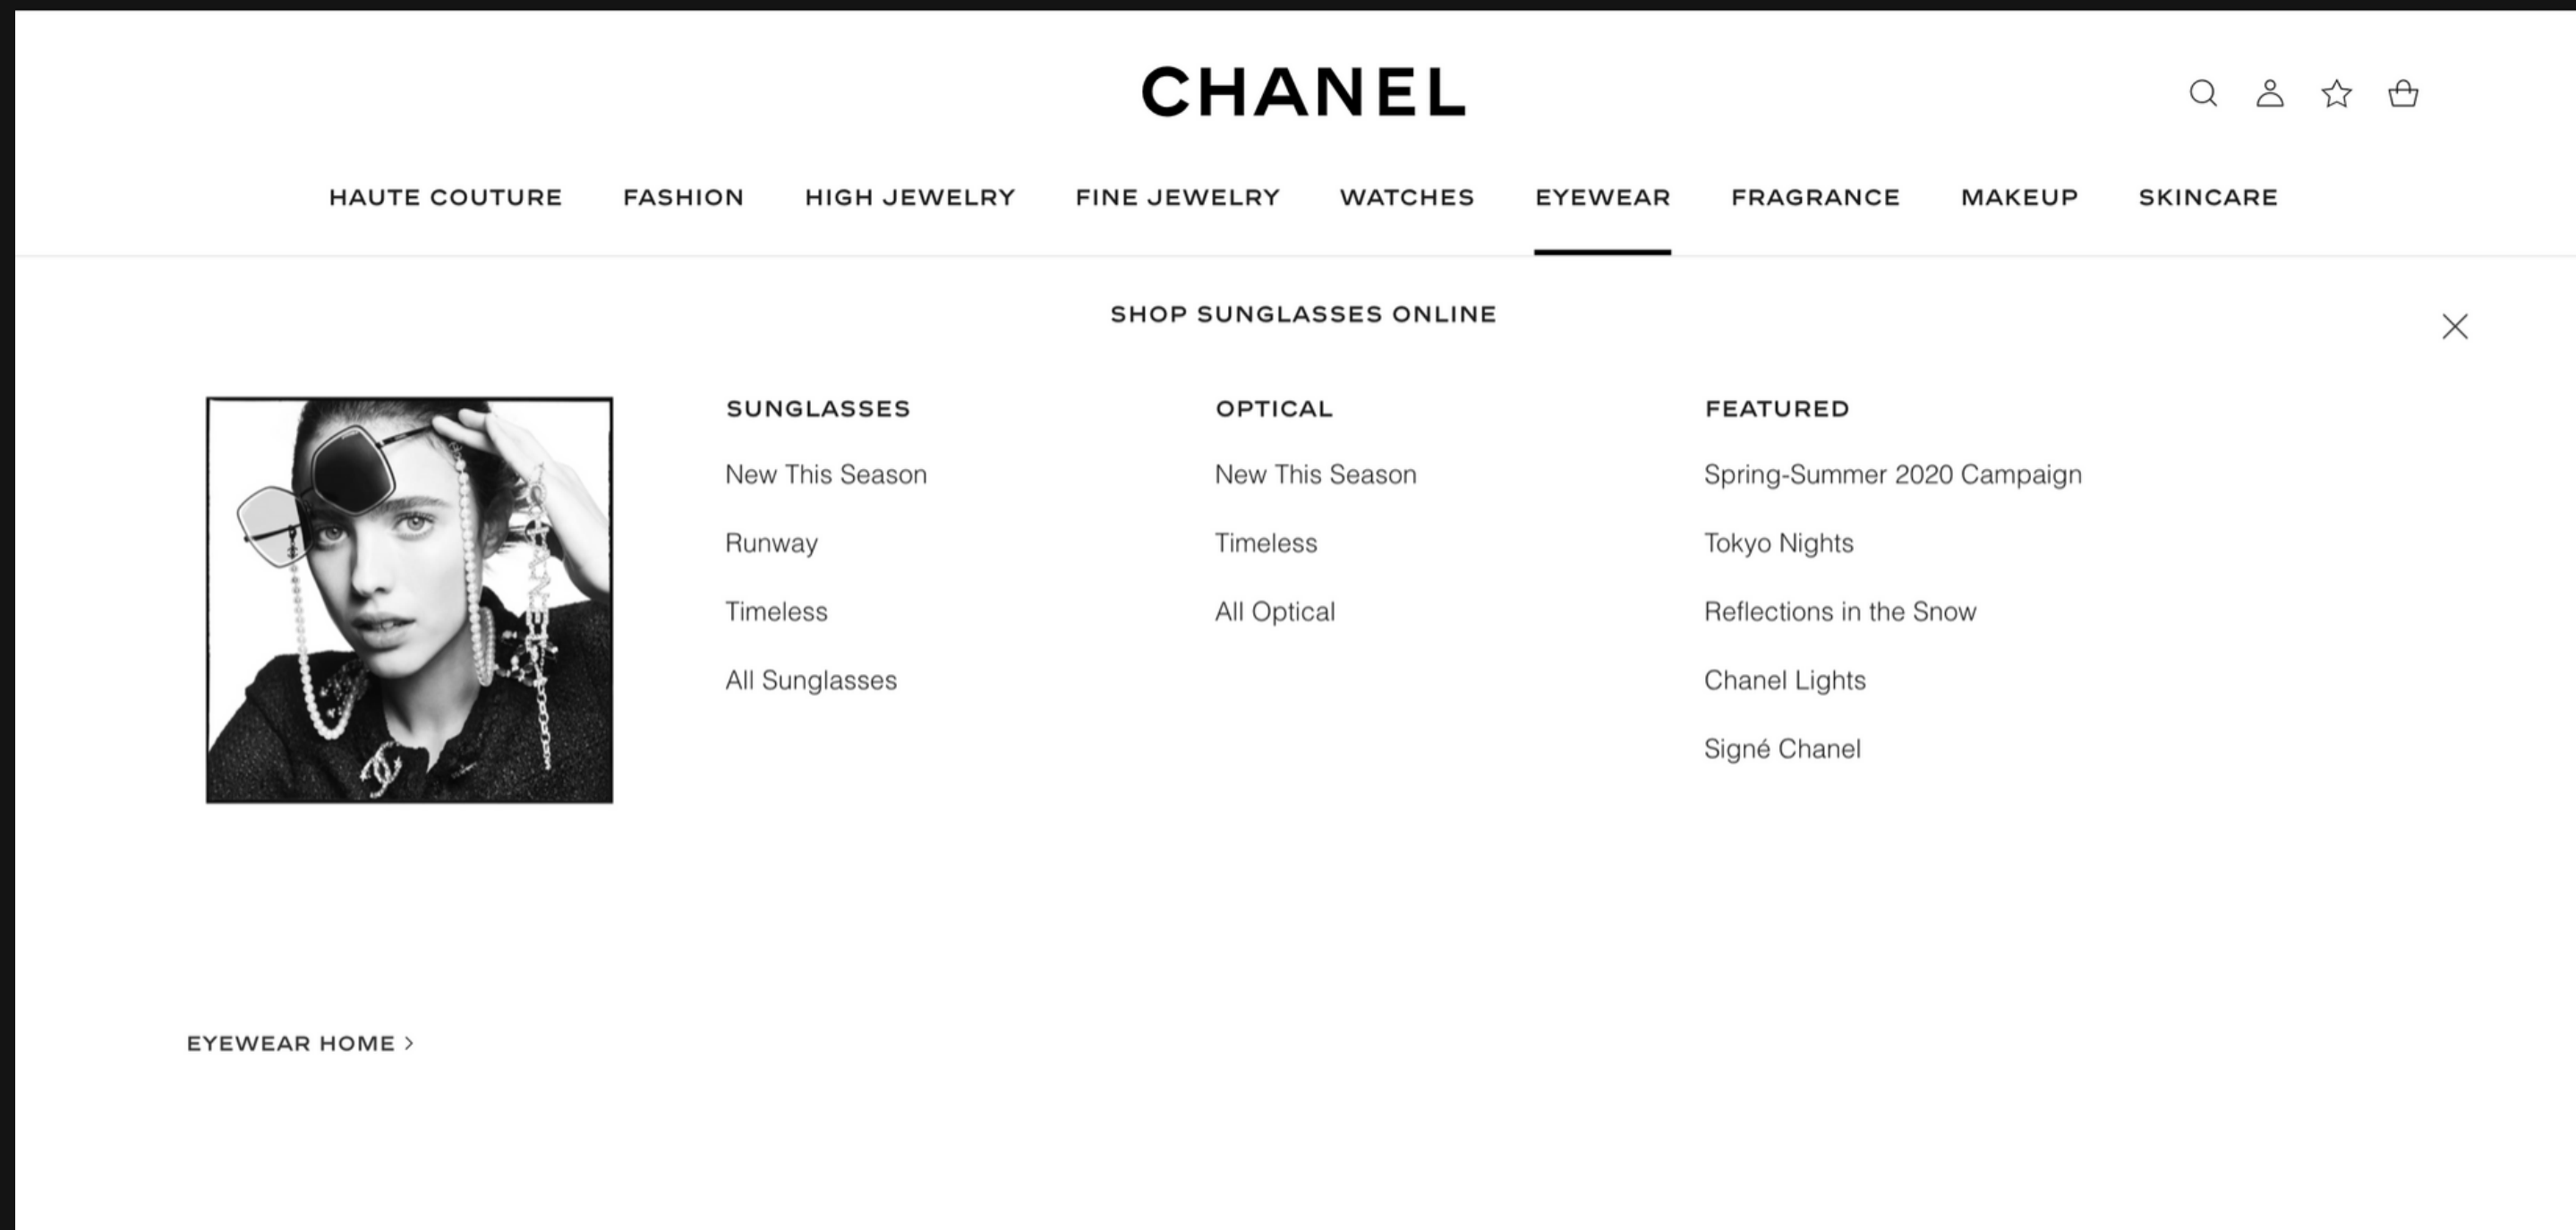 CHANEL
HAUTE COUTURE FASHION HIGH JEWELRY FINE JEWELRY WATCHES EYEWEAR FRAGRANCE MAKEUP SKINCARE
SHOP SUNGLASSES ONLINE
SUNGLASSES
New This Season
Runway
Timeless
All Sunglasses
OPTICAL
New This Season
Timeless
All Optical
FEATURED
Spring-Summer 2020 Campaign
Tokyo Nights
Reflections in the Snow
Chanel Lights
Signé Chanel
EYEWEAR HOME >